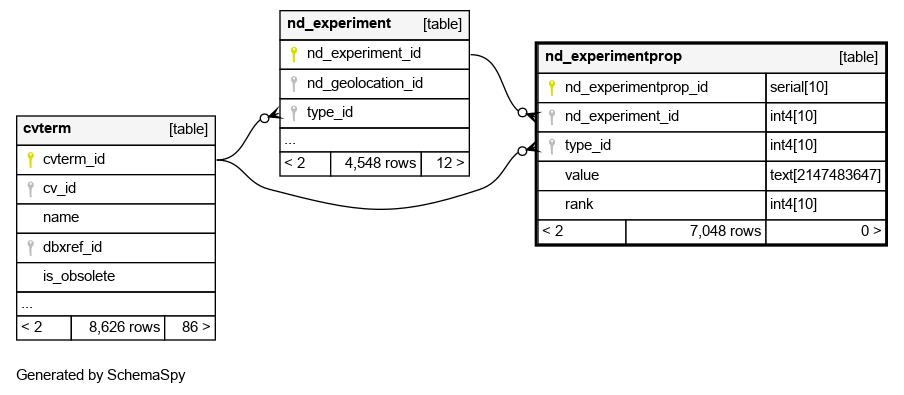 nd_experiment [table]
nd_experiment_id
nd_geolocation_id
type_id
...
< 2 4,548 rows 12 >
nd_experimentprop [table]
nd_experimentprop_id serial[10]
nd_experiment_id int4[10]
type_id int4[10]
value text[2147483647]
rank int4[10]
< 2 7,048 rows 0 >
cvterm [table]
cvterm_id
cv_id
name
dbxref_id
is_obsolete
...
< 2 8,626 rows 86 >
Generated by SchemaSpy